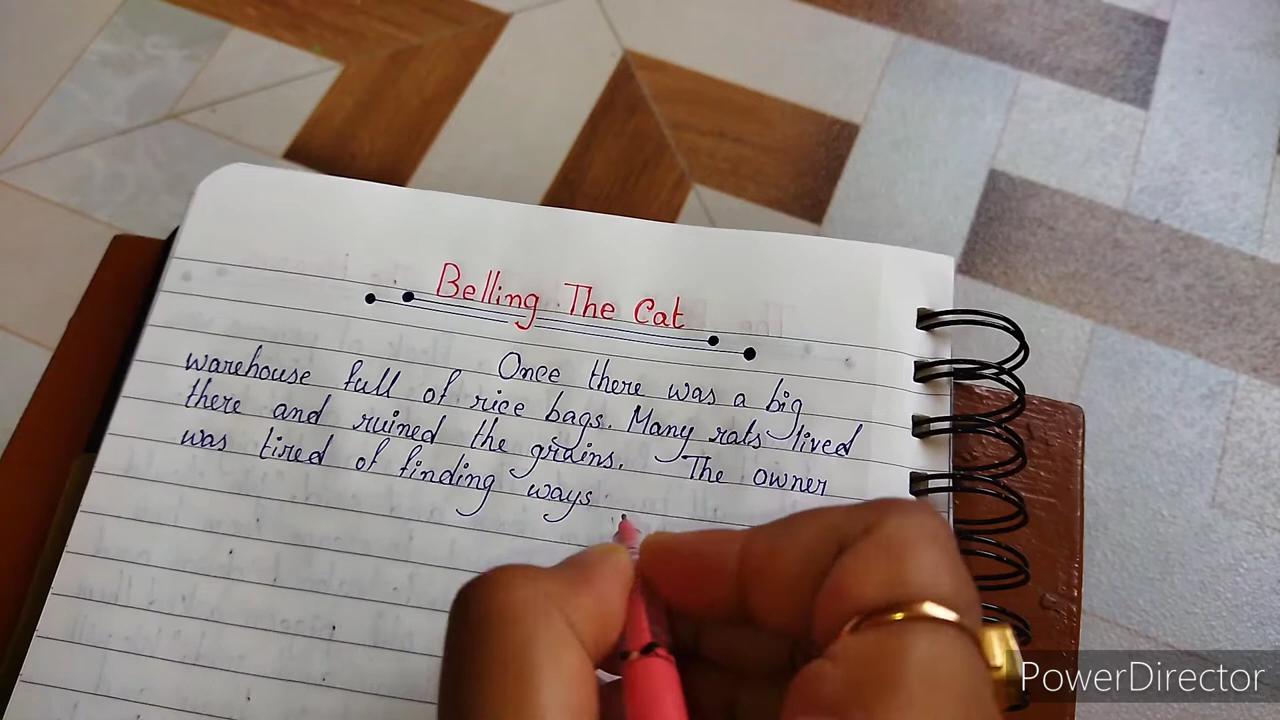 Belling The Cat
Once there was a big
warehouse full of rice bags. Many rats lived
there and ruined the grains. The owner
was tired of finding ways
PowerDirector